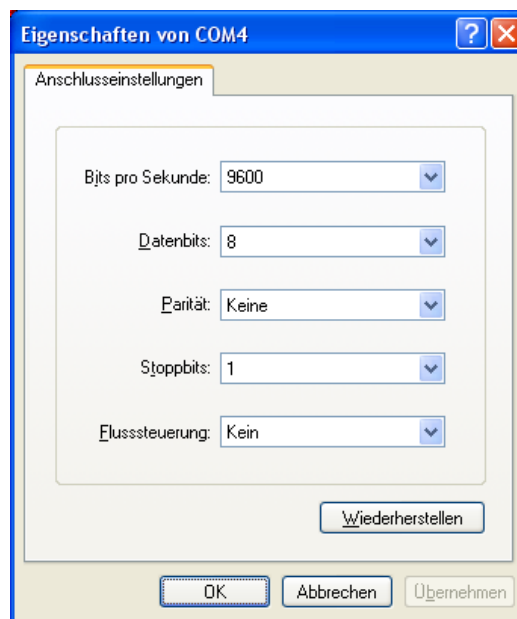 Eigenschaften von COM4
Anschlusseinstellungen
Bits pro Sekunde: 9600
Datenbits: 8
Parität: Keine
Stoppbits: 1
Flusssteuerung: Kein
Wiederherstellen
OK Abbrechen Übernehmen